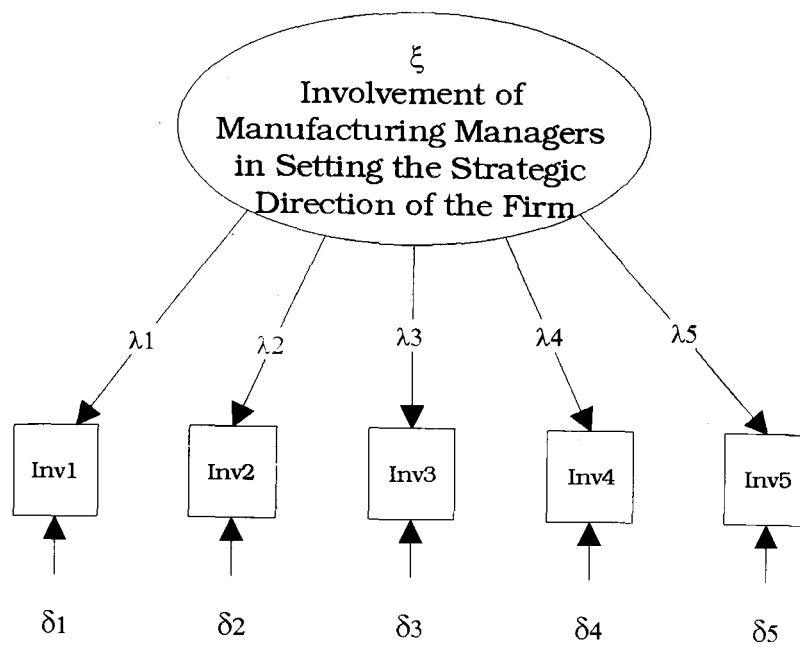 ξ
Involvement of
Manufacturing Managers
in Setting the Strategic
Direction of the Firm
λ1 λ2 λ3 λ4 λ5
Inv1 Inv2 Inv3 Inv4 Inv5
δ1 δ2 δ3 δ4 δ5